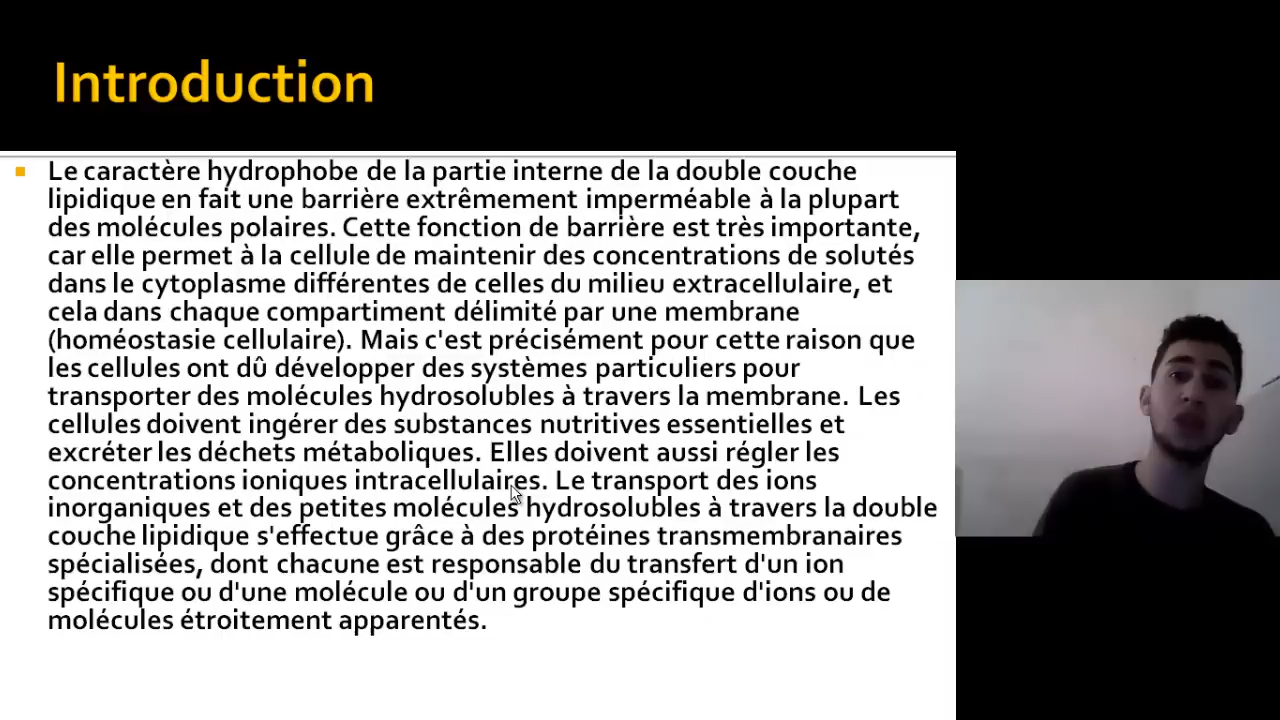 Introduction
Le caractère hydrophobe de la partie interne de la double couche
lipidique en fait une barrière extrêmement imperméable à la plupart
des molécules polaires. Cette fonction de barrière est très importante,
car elle permet à la cellule de maintenir des concentrations de solutés
dans le cytoplasme différentes de celles du milieu extracellulaire, et
cela dans chaque compartiment délimité par une membrane
(homéostasie cellulaire). Mais c'est précisément pour cette raison que
les cellules ont dû développer des systèmes particuliers pour
transporter des molécules hydrosolubles à travers la membrane. Les
cellules doivent ingérer des substances nutritives essentielles et
excréter les déchets métaboliques. Elles doivent aussi régler les
concentrations ioniques intracellulaires. Le transport des ions
inorganiques et des petites molécules hydrosolubles à travers la double
couche lipidique s'effectue grâce à des protéines transmembranaires
spécialisées, dont chacune est responsable du transfert d'un ion
spécifique ou d'une molécule ou d'un groupe spécifique d'ions ou de
molécules étroitement apparentés.